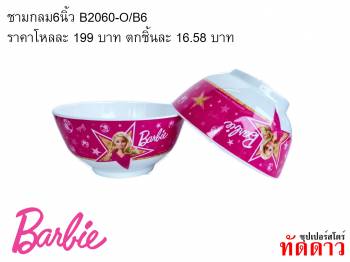 ชามกลม6นิ้ว B2060-O/B6
ราคาโหลละ 199 บาท ตกชิ้นละ 16.58 บาท
Barbie
Barbie
Barbie
ซุปเปอร์สโตร์
ทัดดาว